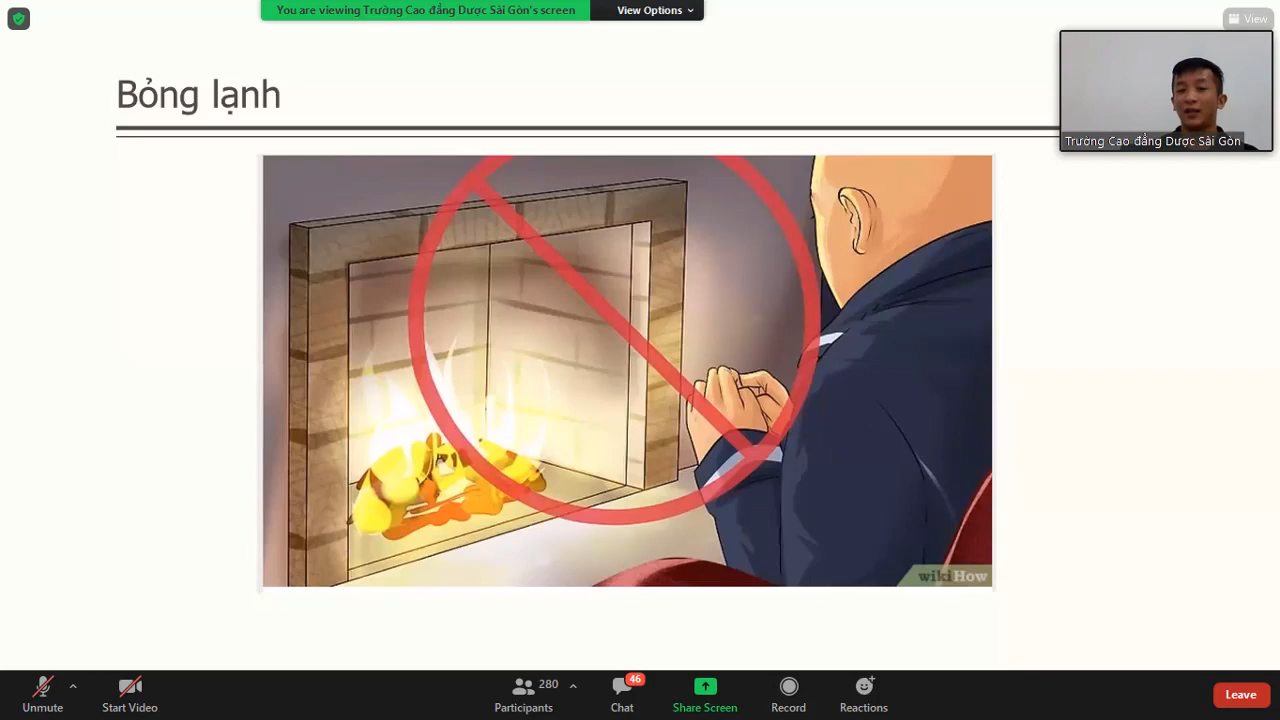 You are viewing Trường Cao đẳng Dược Sài Gòn's screen
View Options
View
Bỏng lạnh
Trường Cao đẳng Dược Sài Gòn
wikiHow
Unmute
Start Video
280
Participants
46
Chat
Share Screen
Record
Reactions
Leave